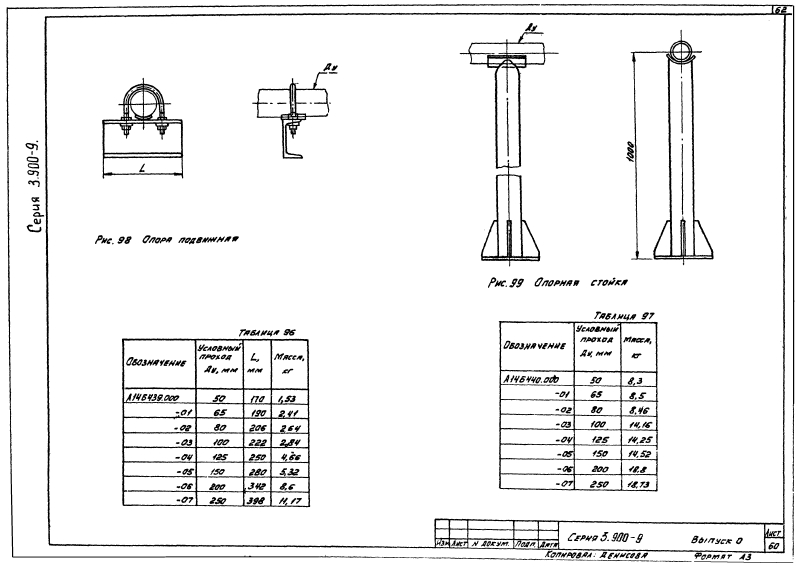 62
Серия 3.900-9.
Ду
L
Рис. 98 Опора подвижная
Ду
1000
Рис. 99 Опорная стойка
Таблица 96
Обозначение Условный проход Ду, мм L, мм Масса, кг
А14Б439.000 50 170 1,53
-01 65 190 2,41
-02 80 206 2,64
-03 100 222 2,84
-04 125 250 4,66
-05 150 280 5,32
-06 200 342 8,6
-07 250 398 11,17
Таблица 97
Обозначение Условный проход Ду, мм Масса, кг
А14Б440.000 50 8,3
-01 65 8,5
-02 80 8,46
-03 100 14,16
-04 125 14,25
-05 150 14,52
-06 200 18,8
-07 250 18,73
Изм Лист N докум. Подп. Дата
Серия 3.900-9 Выпуск 0
Лист
60
Копировал: Денисова Формат А3